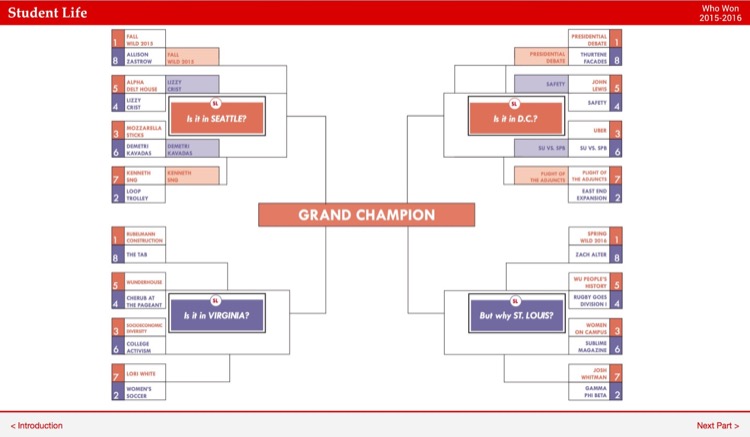 Student Life
Who Won
2015-2016
1 FALL
WILD 2015
8 ALLISON
ZASTROW
FALL
WILD 2015
5 ALPHA
DELT HOUSE
4 LIZZY
CRIST
LIZZY
CRIST
SL
Is it in SEATTLE?
3 MOZZARELLA
STICKS
6 DEMETRI
KAVADAS
DEMETRI
KAVADAS
7 KENNETH
SNG
2 LOOP
TROLLEY
KENNETH
SNG
PRESIDENTIAL
DEBATE 1
THURTENE
FACADES 8
PRESIDENTIAL
DEBATE
JOHN
LEWIS 5
SAFETY 4
SAFETY
SL
Is it in D.C.?
UBER 3
SU VS. SFB 6
SU VS. SFB
FLIGHT OF
THE ADJUNCTS 7
EAST END
EXPANSION 2
FLIGHT OF
THE ADJUNCTS
GRAND CHAMPION
1 RUBELMANN
CONSTRUCTION
8 THE TAB
5 WUNDERHOUSE
4 CHERUB AT
THE PAGEANT
SL
Is it in VIRGINIA?
3 SOCIOECONOMIC
DIVERSITY
6 COLLEGE
ACTIVISM
7 LORI WHITE
2 WOMEN'S
SOCCER
SPRING
WILD 2016 1
ZACH ALTER 8
WU PEOPLE'S
HISTORY 5
RUGBY GOES
DIVISION I 4
SL
But why ST. LOUIS?
WOMEN
ON CAMPUS 3
SUBLIME
MAGAZINE 6
JOSH
WHITMAN 7
GAMMA
PHI BETA 2
< Introduction
Next Part >